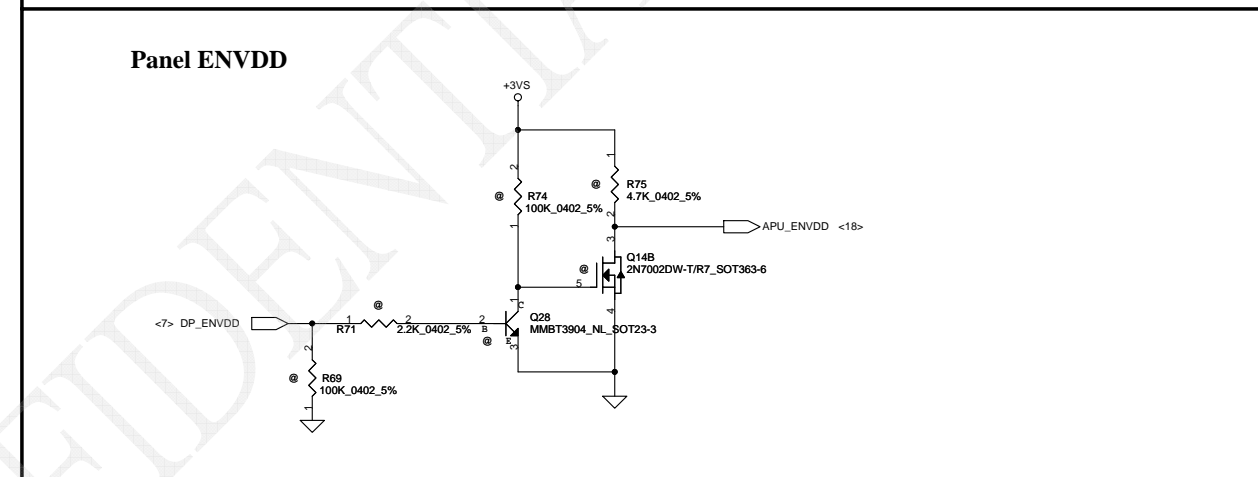 Panel ENVDD
+3VS
2
@
R74
100K_0402_5%
1
1
@
R75
4.7K_0402_5%
2
APU_ENVDD <18>
3
Q14B
@
2N7002DW-T/R7_SOT363-6
5
4
1
C
Q28
MMBT3904_NL_SOT23-3
2
B
@
E
3
@
<7> DP_ENVDD
1
R71
2
2.2K_0402_5%
2
@
R69
100K_0402_5%
1
FIDENTIA